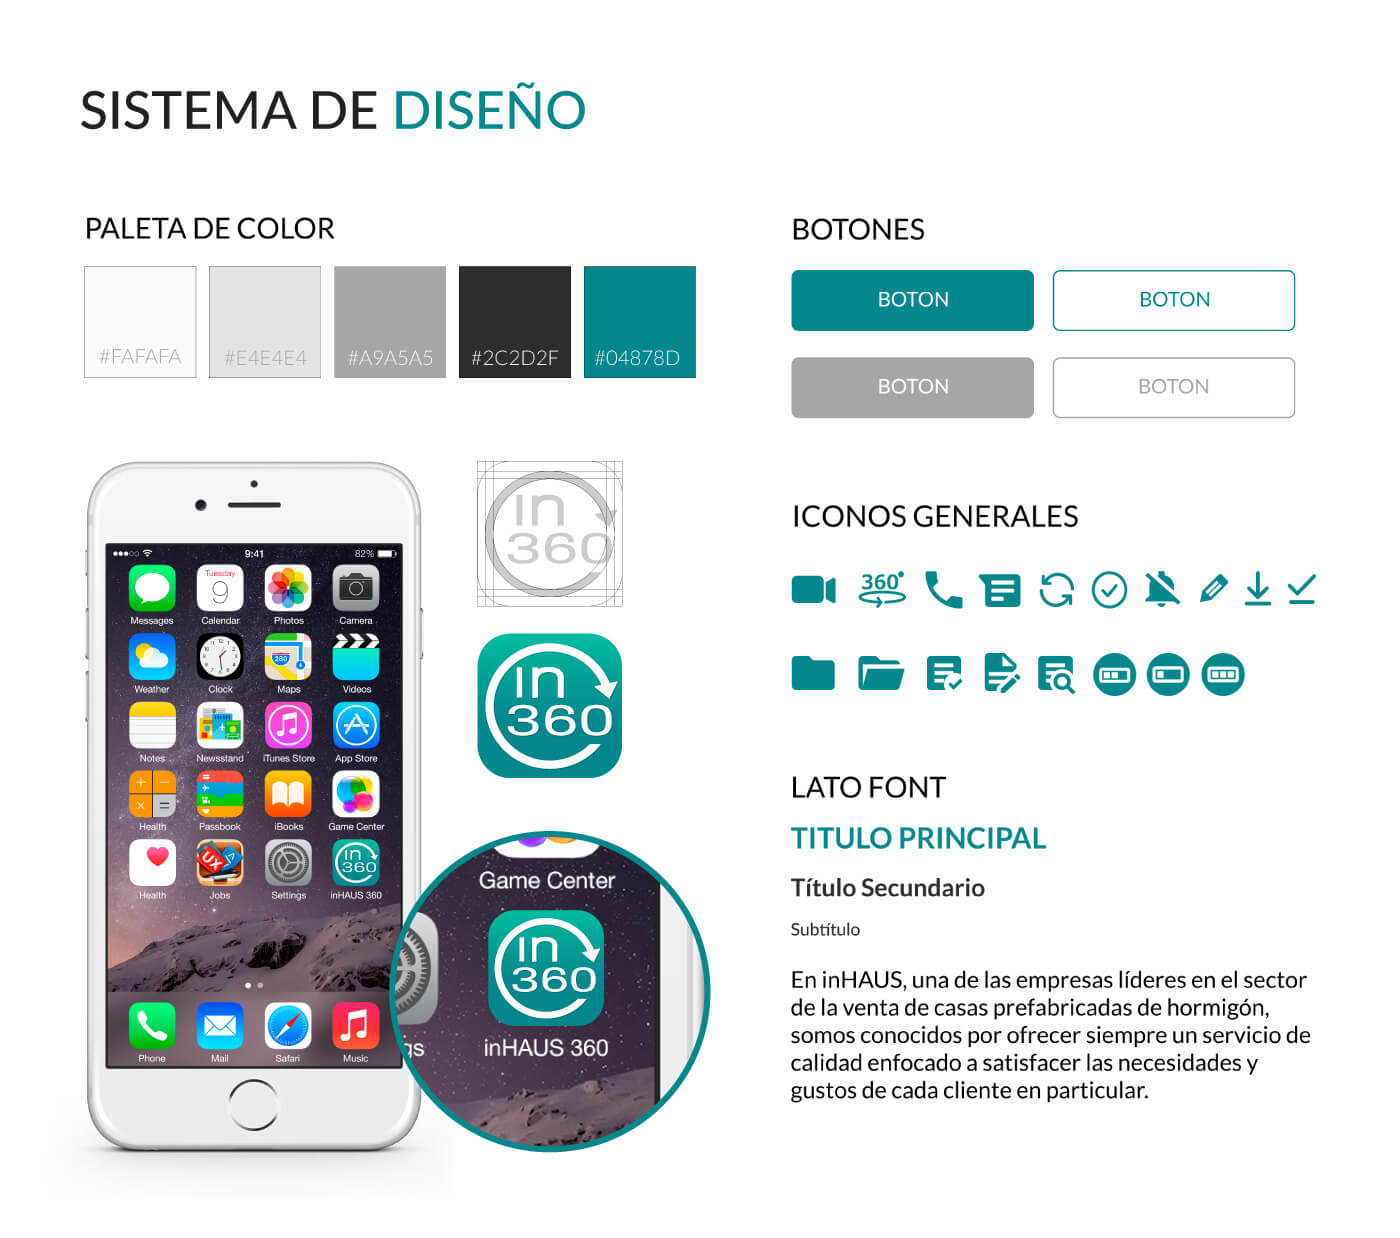 SISTEMA DE DISEÑO
PALETA DE COLOR
#FAFAFA
#E4E4E4
#A9A5A5
#2C2D2F
#04878D
9:41
82%
Tuesday
9
Messages
Calendar
Photos
Camera
280
Weather
Clock
Maps
Videos
Notes
Newsstand
iTunes Store
App Store
Health
Passbook
iBooks
Game Center
UX
in
360
Health
Jobs
Settings
inHAUS 360
Phone
Mail
Safari
Music
in
360
in
360
Game Center
in
360
gs
inHAUS 360
BOTONES
BOTON
BOTON
BOTON
BOTON
ICONOS GENERALES
360°
LATO FONT
TITULO PRINCIPAL
Título Secundario
Subtítulo
En inHAUS, una de las empresas líderes en el sector
de la venta de casas prefabricadas de hormigón,
somos conocidos por ofrecer siempre un servicio de
calidad enfocado a satisfacer las necesidades y
gustos de cada cliente en particular.